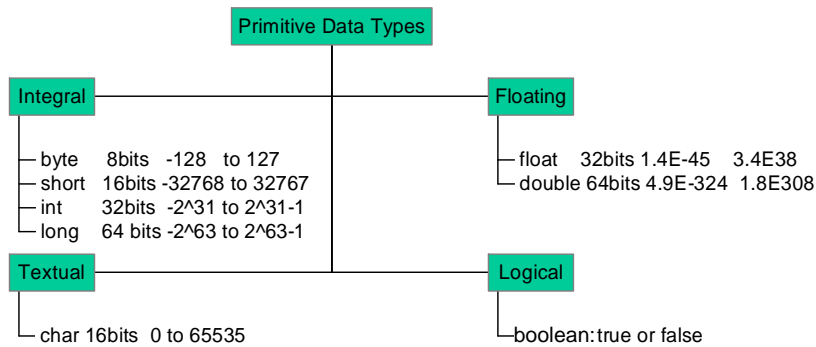 Primitive Data Types
Integral
byte 8bits -128 to 127
short 16bits -32768 to 32767
int 32bits -2^31 to 2^31-1
long 64 bits -2^63 to 2^63-1
Floating
float 32bits 1.4E-45 3.4E38
double 64bits 4.9E-324 1.8E308
Textual
char 16bits 0 to 65535
Logical
boolean:true or false